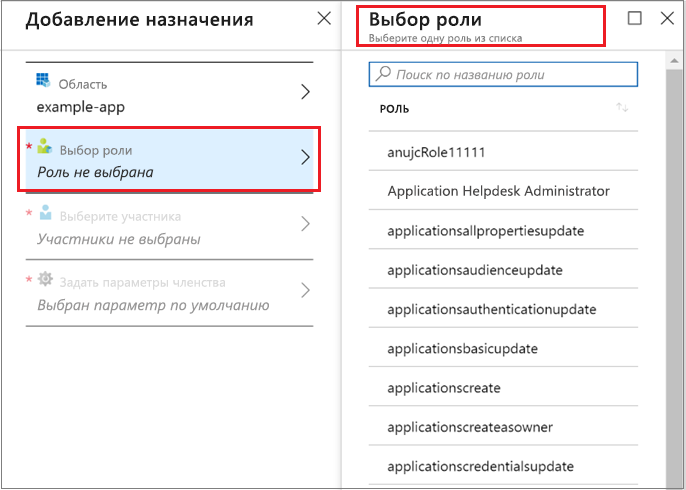 Добавление назначения
Область
example-app
* Выбор роли
Роль не выбрана
* Выберите участника
Участники не выбраны
* Задать параметры членства
Выбран параметр по умолчанию
Выбор роли
Выберите одну роль из списка
Поиск по названию роли
РОЛЬ
anujcRole11111
Application Helpdesk Administrator
applicationsallpropertiesupdate
applicationsaudienceupdate
applicationsauthenticationupdate
applicationsbasicupdate
applicationscreate
applicationscreateasowner
applicationscredentialsupdate